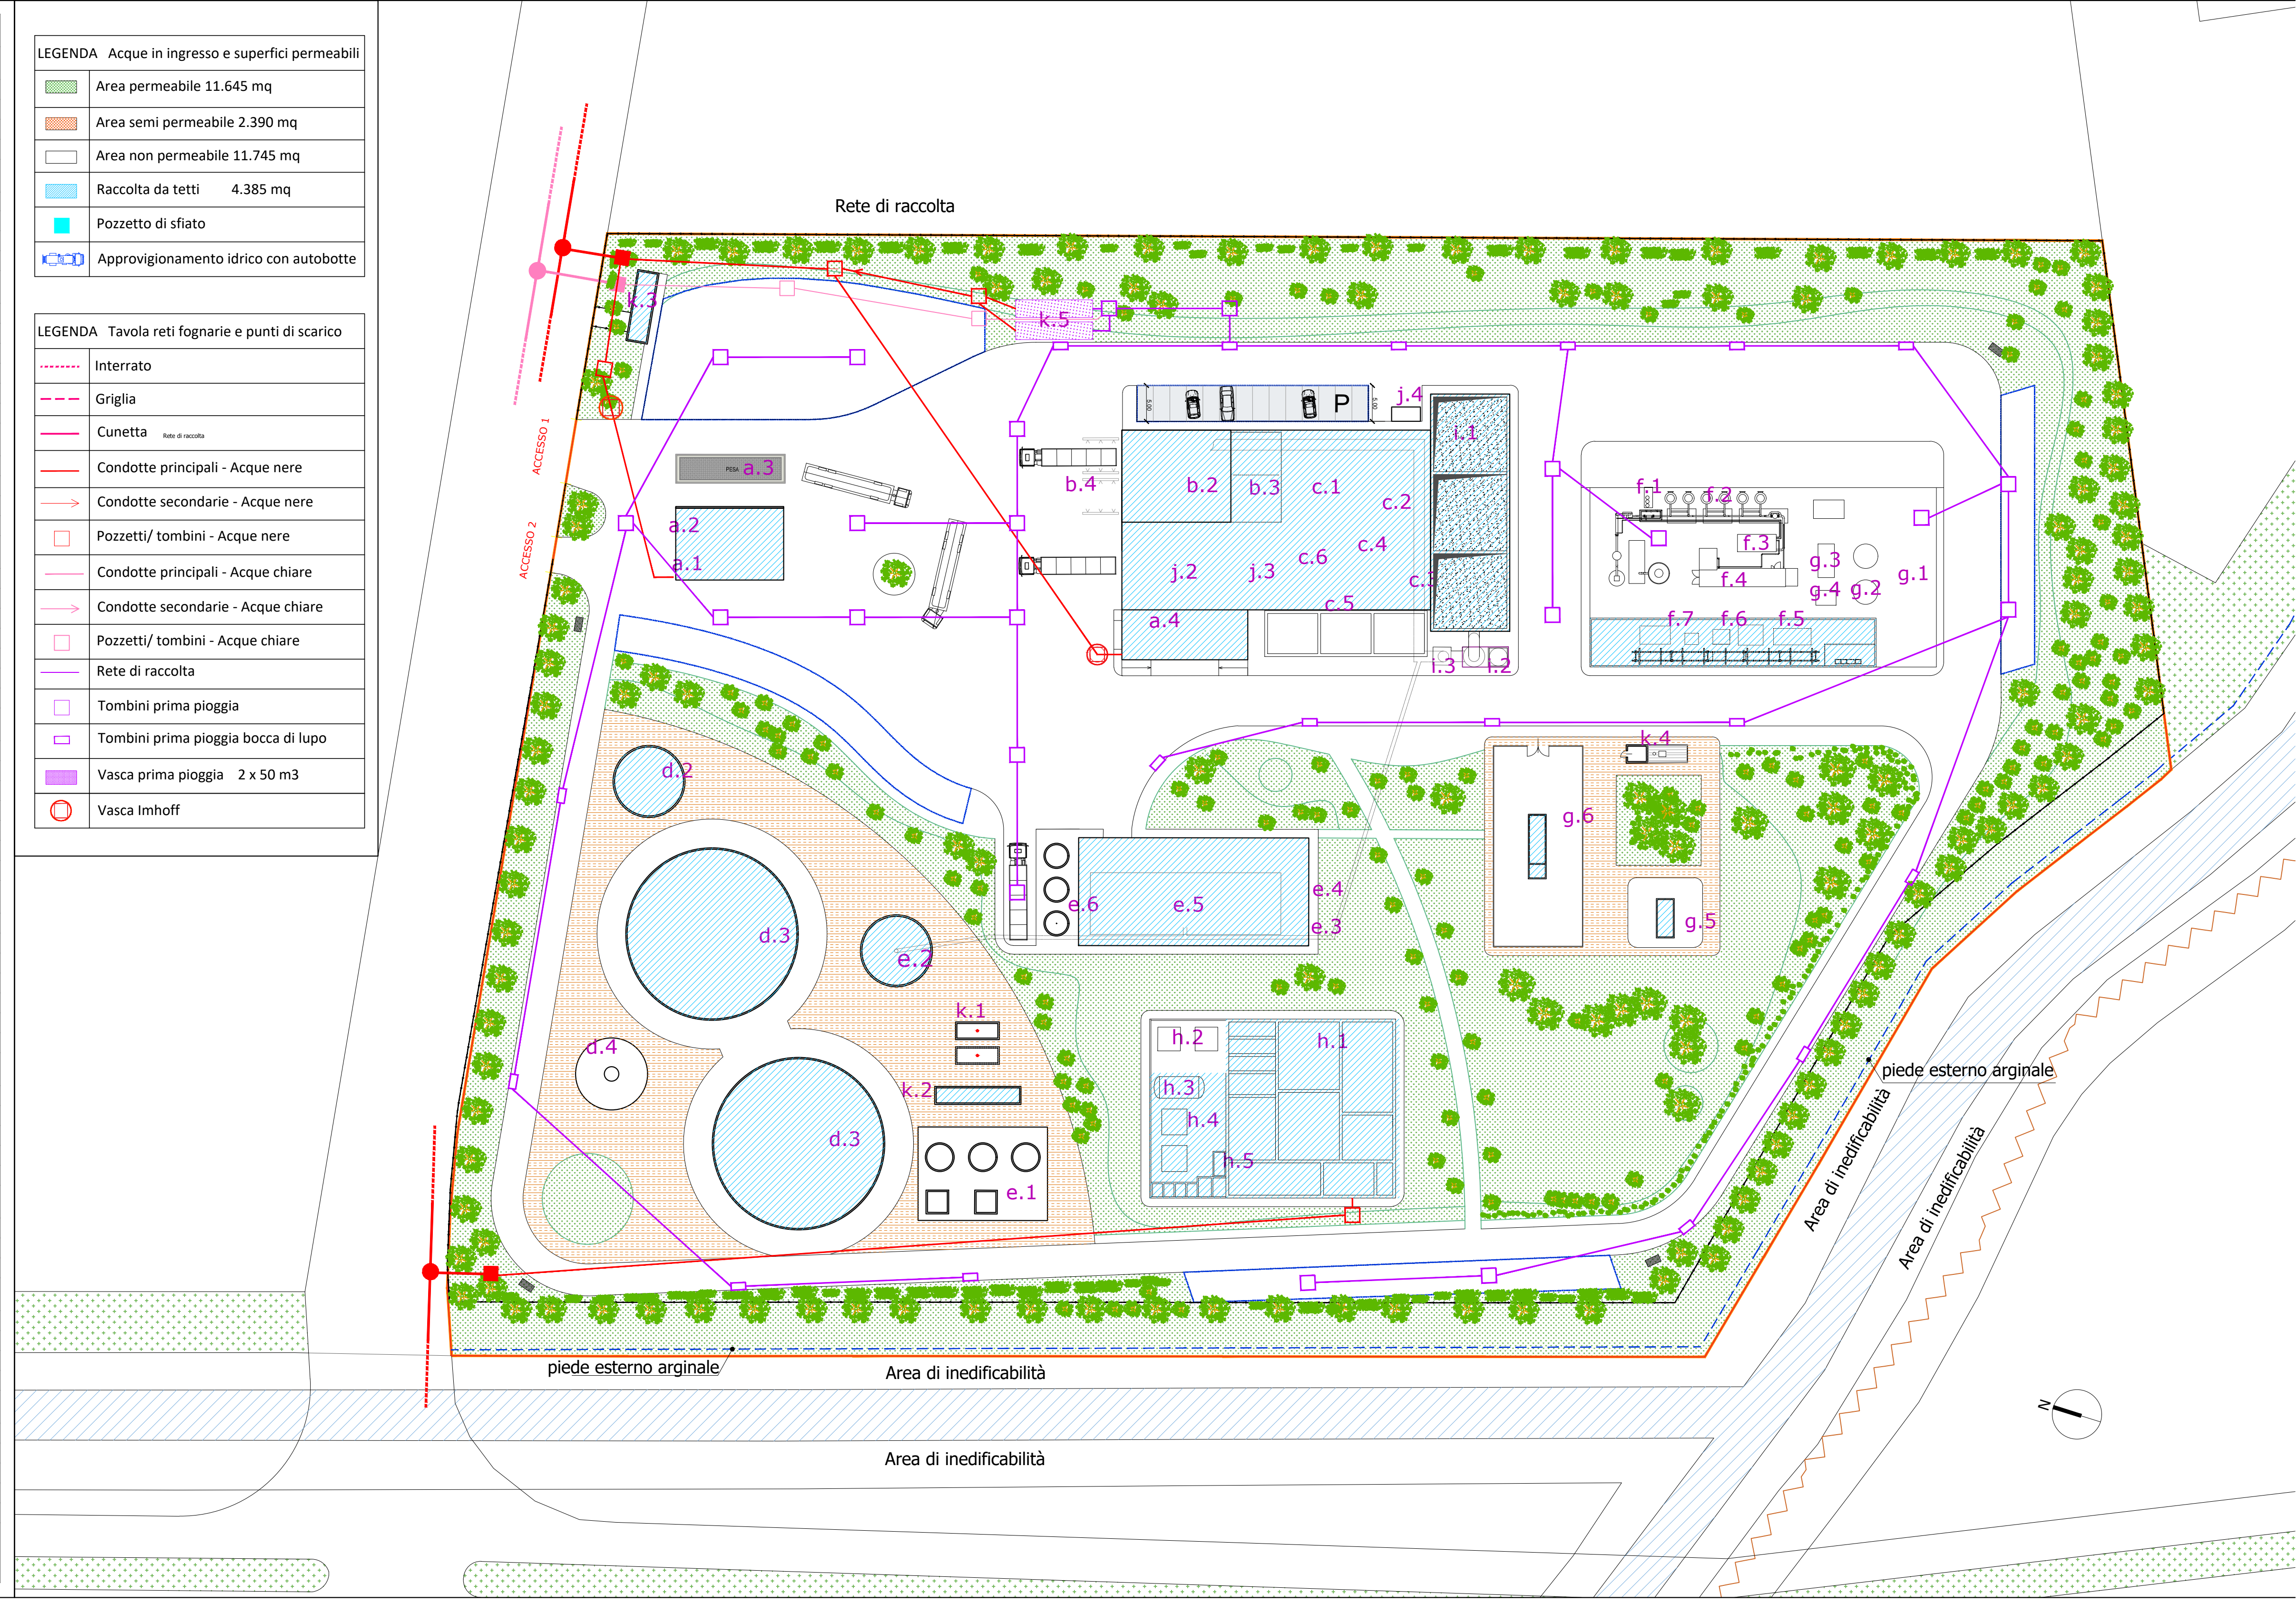 LEGENDA Acque in ingresso e superfici permeabili
Area permeabile 11.645 mq
Area semi permeabile 2.390 mq
Area non permeabile 11.745 mq
Raccolta da tetti 4.385 mq
Pozzetto di sfiato
Approvigionamento idrico con autobotte
LEGENDA Tavola reti fognarie e punti di scarico
Interrato
Griglia
Cunetta Rete di raccolta
Condotte principali - Acque nere
Condotte secondarie - Acque nere
Pozzetti/ tombini - Acque nere
Condotte principali - Acque chiare
Condotte secondarie - Acque chiare
Pozzetti/ tombini - Acque chiare
Rete di raccolta
Tombini prima pioggia
Tombini prima pioggia bocca di lupo
Vasca prima pioggia 2 x 50 m3
Vasca Imhoff
Rete di raccolta
k.3
k.5
ACCESSO 1
ACCESSO 2
5.00
P
5.00
j.4
PESA
a.3
a.2
a.1
b.4
b.2
b.3
c.1
c.2
i.1
c.4
c.6
j.2
j.3
c.3
c.5
a.4
i.3
i.2
f.1
f.2
f.3
f.4
g.3
g.4
g.2
g.1
f.7
f.6
f.5
k.4
g.6
g.5
d.2
d.3
e.2
e.6
e.5
e.4
e.3
k.1
d.4
k.2
d.3
e.1
h.2
h.1
h.3
h.4
h.5
piede esterno arginale
Area di inedificabilità
Area di inedificabilità
piede esterno arginale
Area di inedificabilità
Area di inedificabilità
N